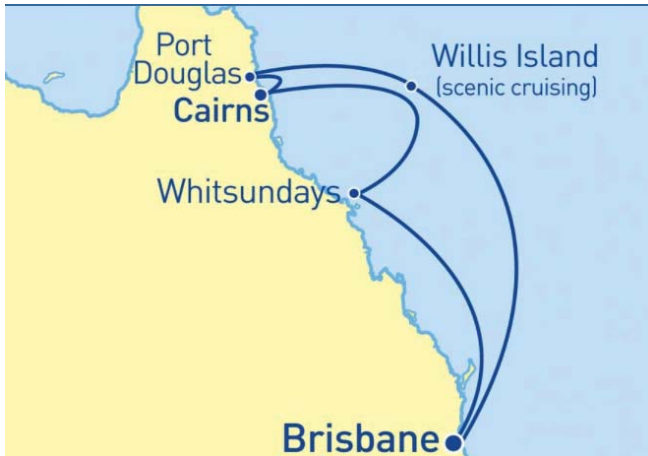 Port
Douglas
Cairns
Willis Island
(scenic cruising)
Whitsundays
Brisbane